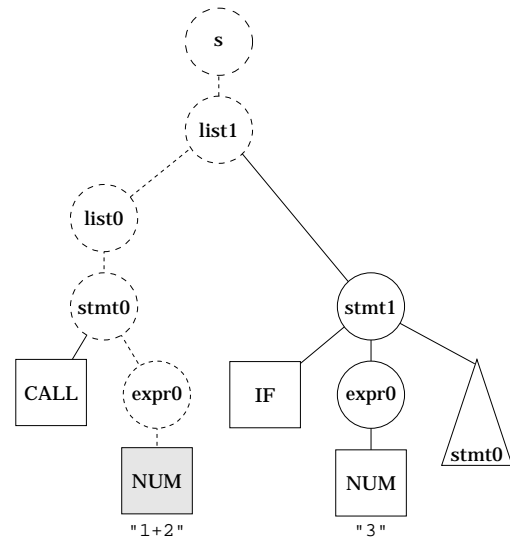 s
list1
list0
stmt0
stmt1
CALL
expr0
IF
expr0
stmt0
NUM
NUM
"1+2"
"3"